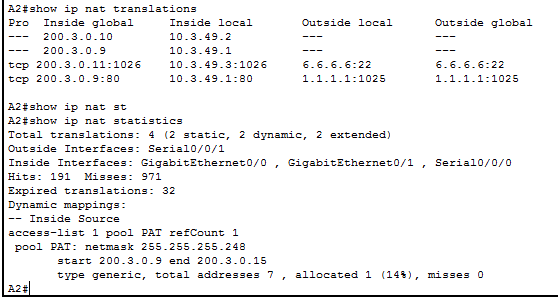 A2#show ip nat translations
Pro  Inside global     Inside local       Outside local      Outside global
---  200.3.0.10        10.3.49.2          ---                ---
---  200.3.0.9         10.3.49.1          ---                ---
tcp 200.3.0.11:1026    10.3.49.3:1026     6.6.6.6:22         6.6.6.6:22
tcp 200.3.0.9:80       10.3.49.1:80       1.1.1.1:1025       1.1.1.1:1025
A2#show ip nat st
A2#show ip nat statistics
Total translations: 4 (2 static, 2 dynamic, 2 extended)
Outside Interfaces: Serial0/0/1
Inside Interfaces: GigabitEthernet0/0 , GigabitEthernet0/1 , Serial0/0/0
Hits: 191  Misses: 971
Expired translations: 32
Dynamic mappings:
-- Inside Source
access-list 1 pool PAT refCount 1
 pool PAT: netmask 255.255.255.248
       start 200.3.0.9 end 200.3.0.15
       type generic, total addresses 7 , allocated 1 (14%), misses 0
A2#